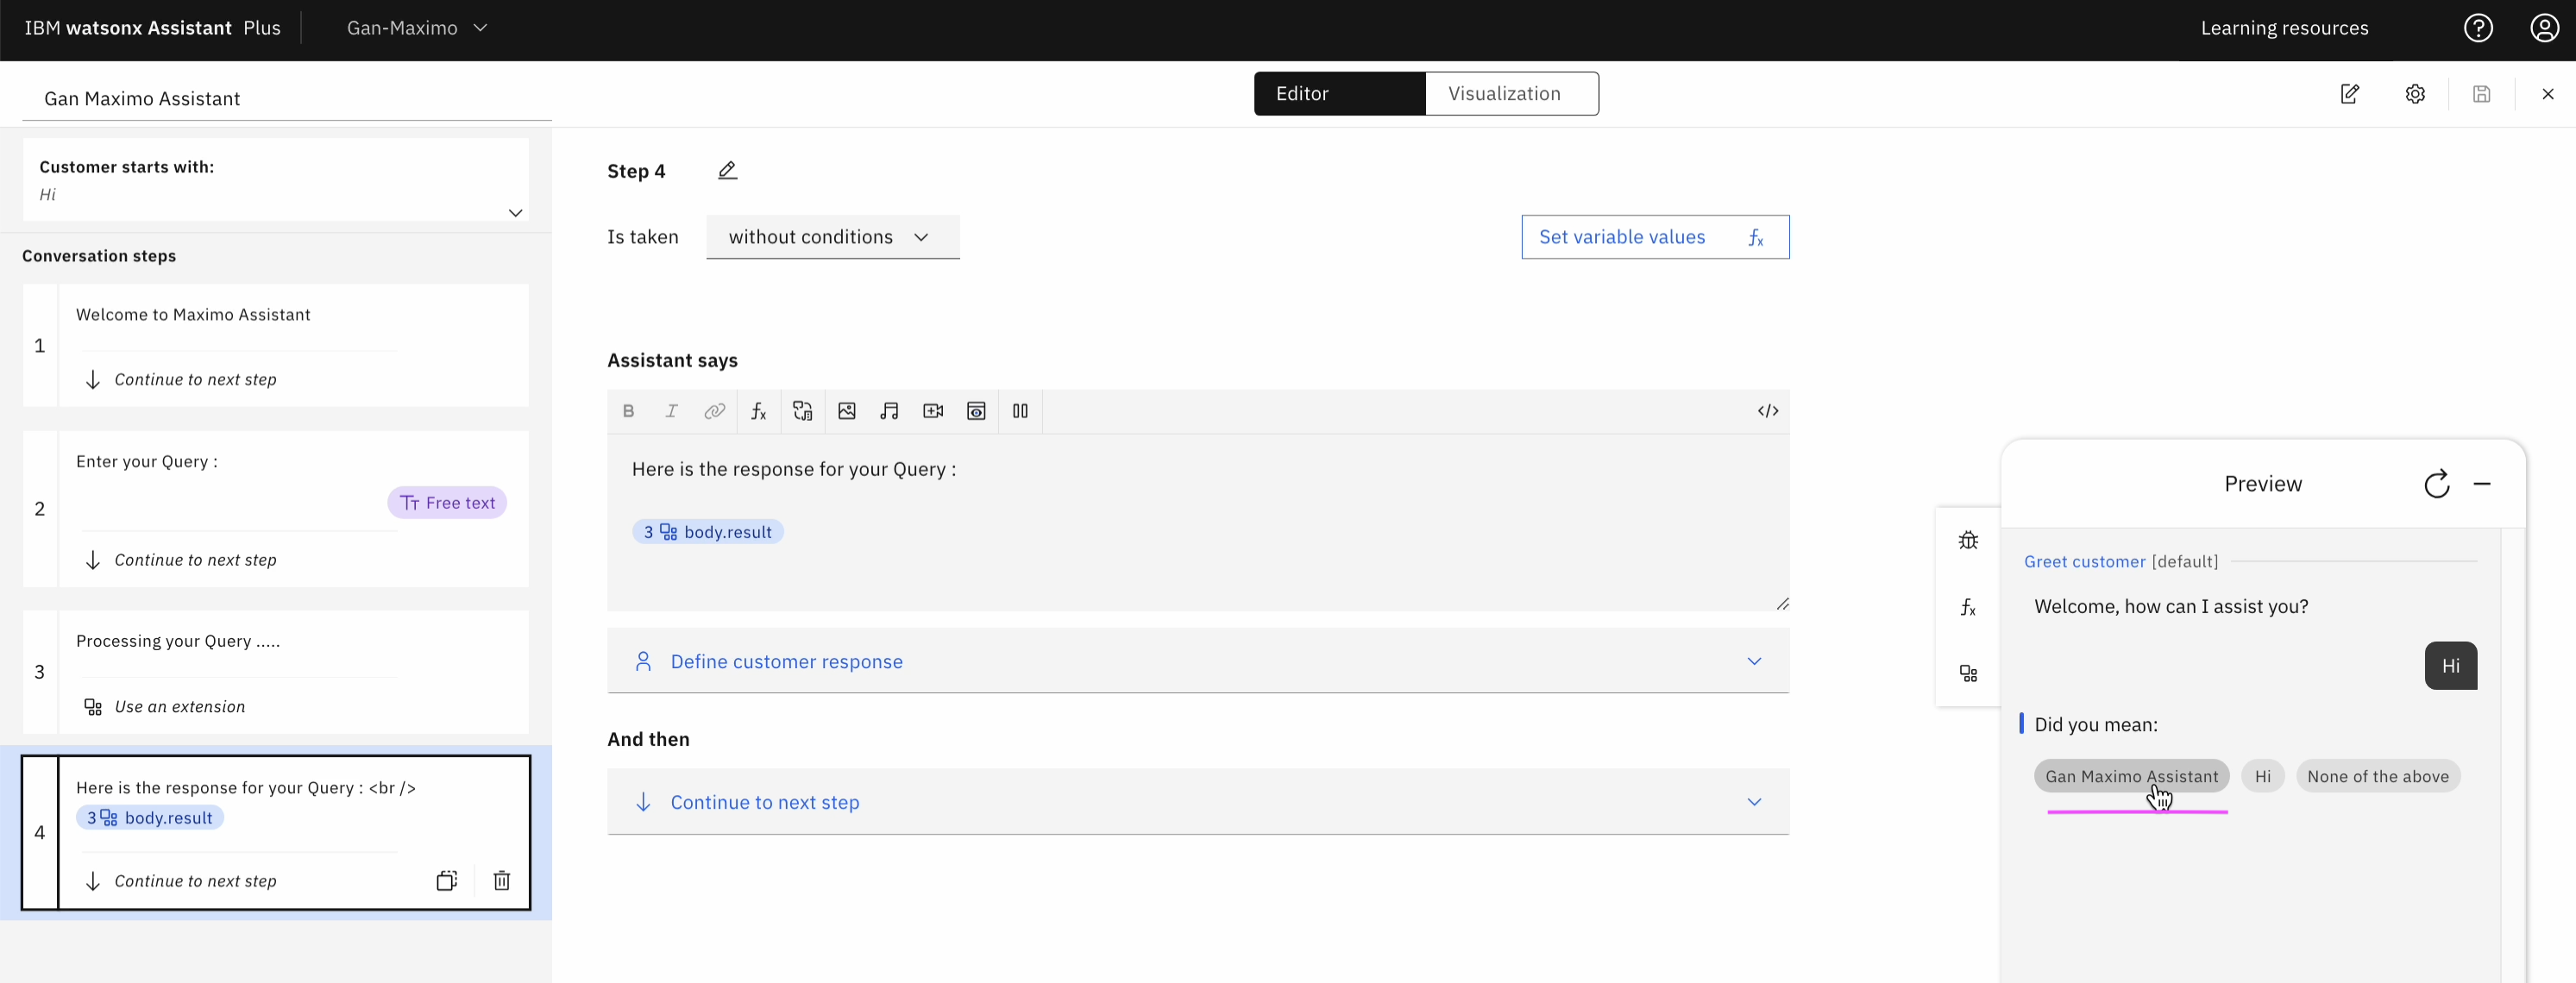 IBM watsonx Assistant Plus
Gan-Maximo
Learning resources
Gan Maximo Assistant
Editor
Visualization
Customer starts with:
Hi
Conversation steps
1
Welcome to Maximo Assistant
Continue to next step
2
Enter your Query :
Free text
Continue to next step
3
Processing your Query .....
Use an extension
4
Here is the response for your Query : <br />
3 body.result
Continue to next step
Step 4
Is taken
without conditions
Set variable values
Assistant says
B I
Here is the response for your Query :
3 body.result
Define customer response
And then
Continue to next step
Preview
Greet customer [default]
Welcome, how can I assist you?
Hi
Did you mean:
Gan Maximo Assistant
Hi
None of the above